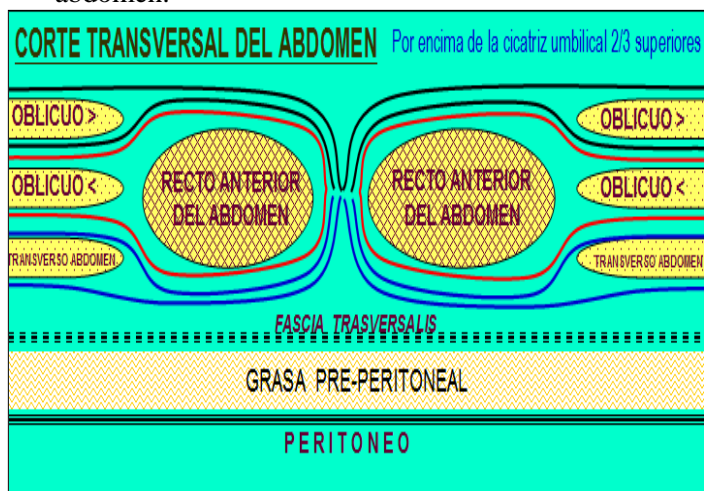 abdomen.
CORTE TRANSVERSAL DEL ABDOMEN Por encima de la cicatriz umbilical 2/3 superiores
OBLICUO > OBLICUO >
OBLICUO < RECTO ANTERIOR RECTO ANTERIOR OBLICUO <
DEL ABDOMEN DEL ABDOMEN
TRANSVERSO ABDOMEN TRANSVERSO ABDOMEN
FASCIA TRASVERSALIS
GRASA PRE-PERITONEAL
PERITONEO